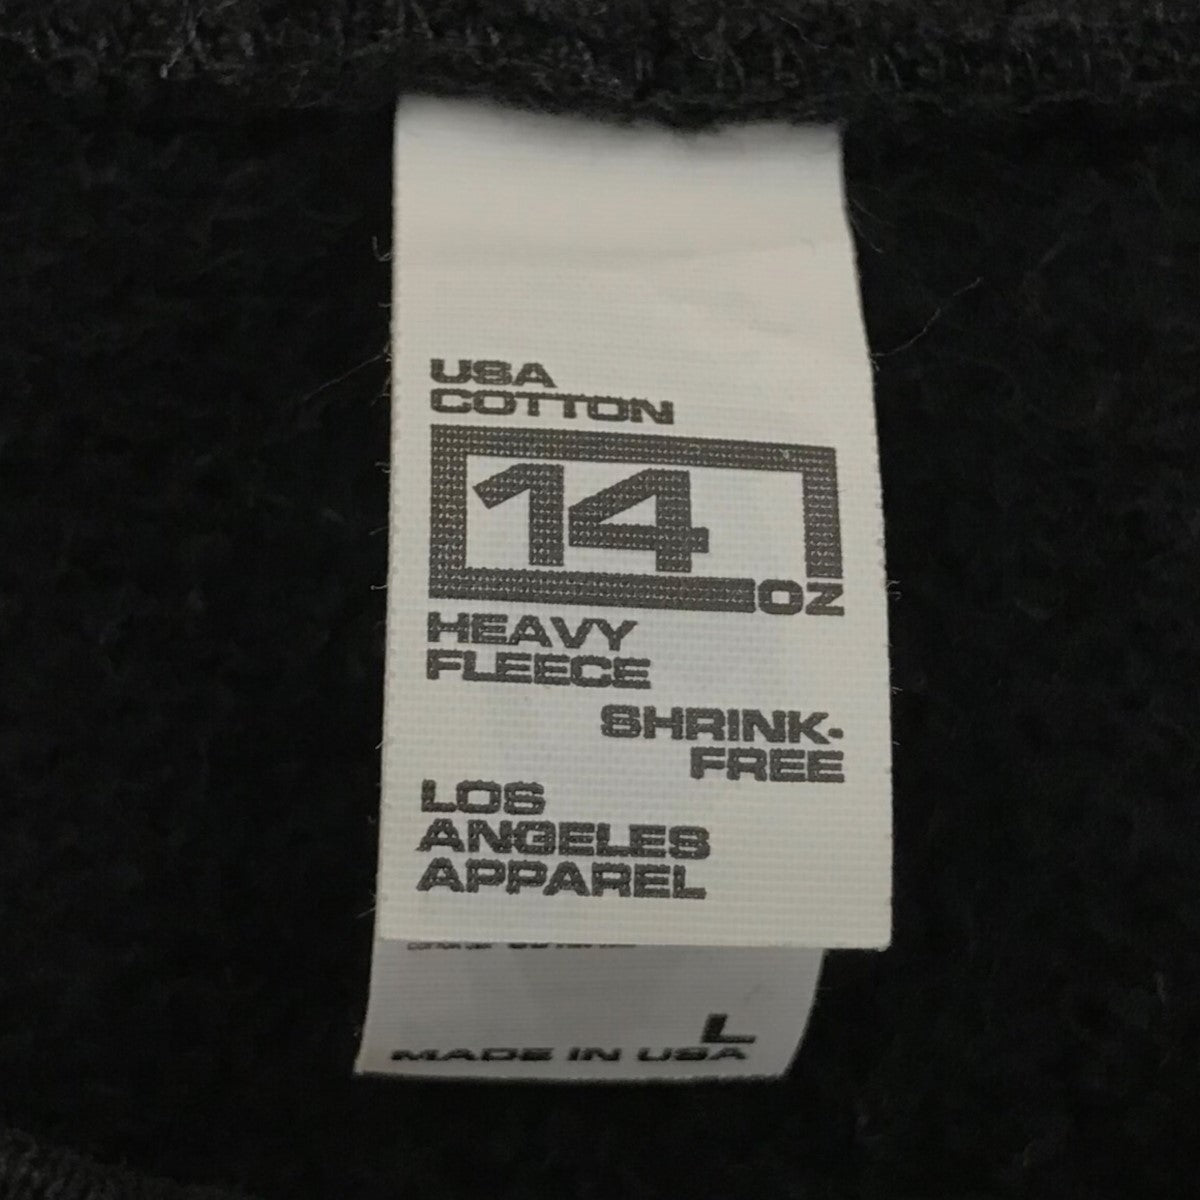 USA
COTTON
14
OZ
HEAVY
FLEECE
SHRINK-
FREE
LOS
ANGELES
APPAREL
L
MADE IN USA